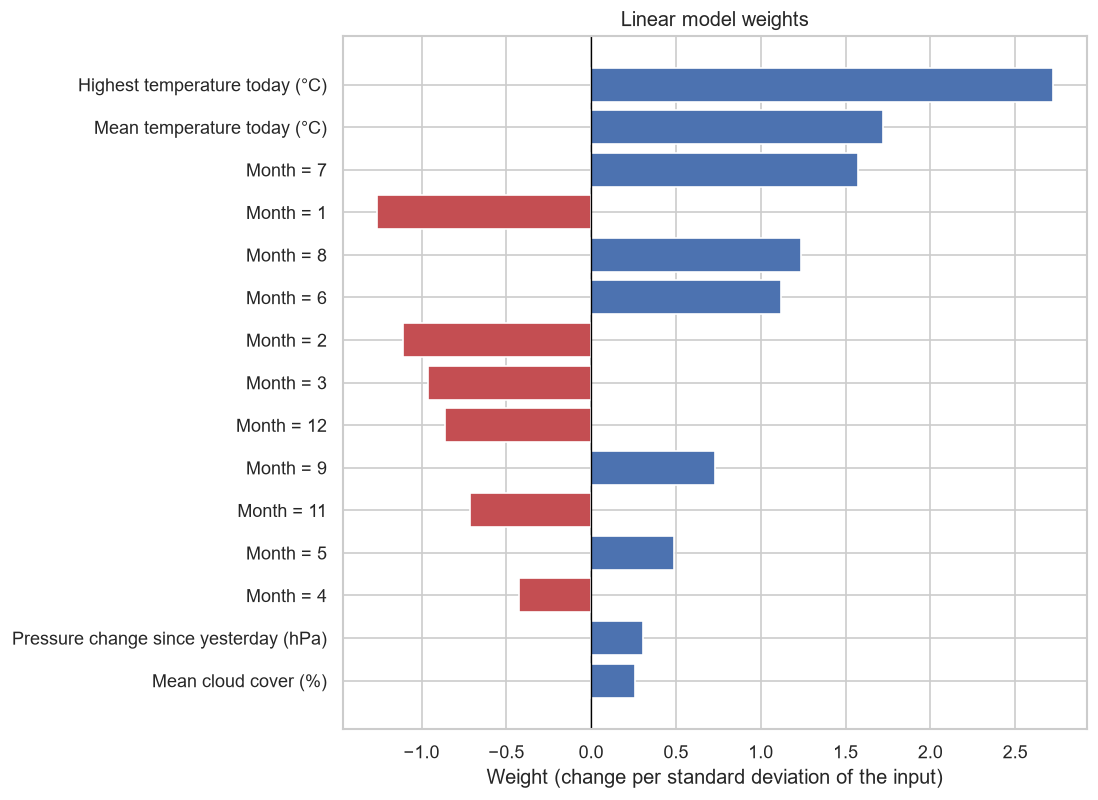 Linear model weights
Highest temperature today (°C)
Mean temperature today (°C)
Month = 7
Month = 1
Month = 8
Month = 6
Month = 2
Month = 3
Month = 12
Month = 9
Month = 11
Month = 5
Month = 4
Pressure change since yesterday (hPa)
Mean cloud cover (%)
−1.0 −0.5 0.0 0.5 1.0 1.5 2.0 2.5
Weight (change per standard deviation of the input)